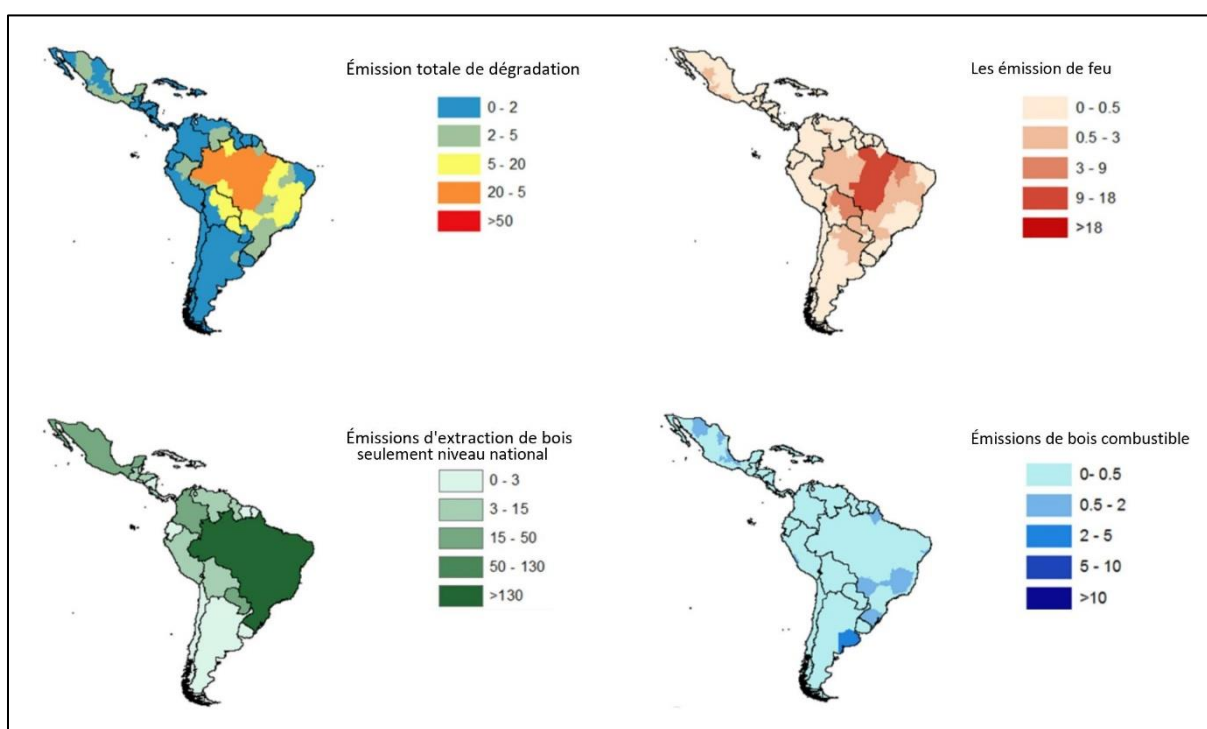 Émission totale de dégradation
0 - 2
2 - 5
5 - 20
20 - 5
>50
Les émission de feu
0 - 0.5
0.5 - 3
3 - 9
9 - 18
>18
Émissions d'extraction de bois
seulement niveau national
0 - 3
3 - 15
15 - 50
50 - 130
>130
Émissions de bois combustible
0- 0.5
0.5 - 2
2 - 5
5 - 10
>10